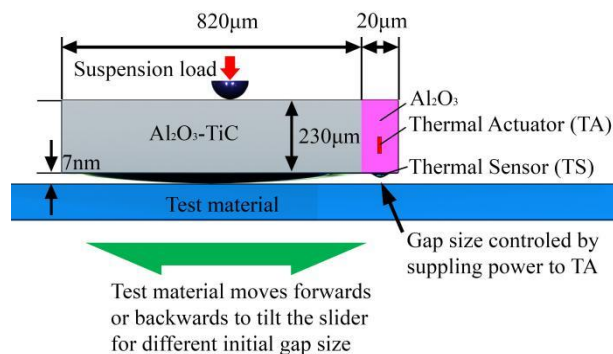 820μm
20μm
Suspension load
Al₂O₃
Al₂O₃-TiC
230μm
Thermal Actuator (TA)
7nm
Thermal Sensor (TS)
Test material
Gap size controled by
suppling power to TA
Test material moves forwards
or backwards to tilt the slider
for different initial gap size